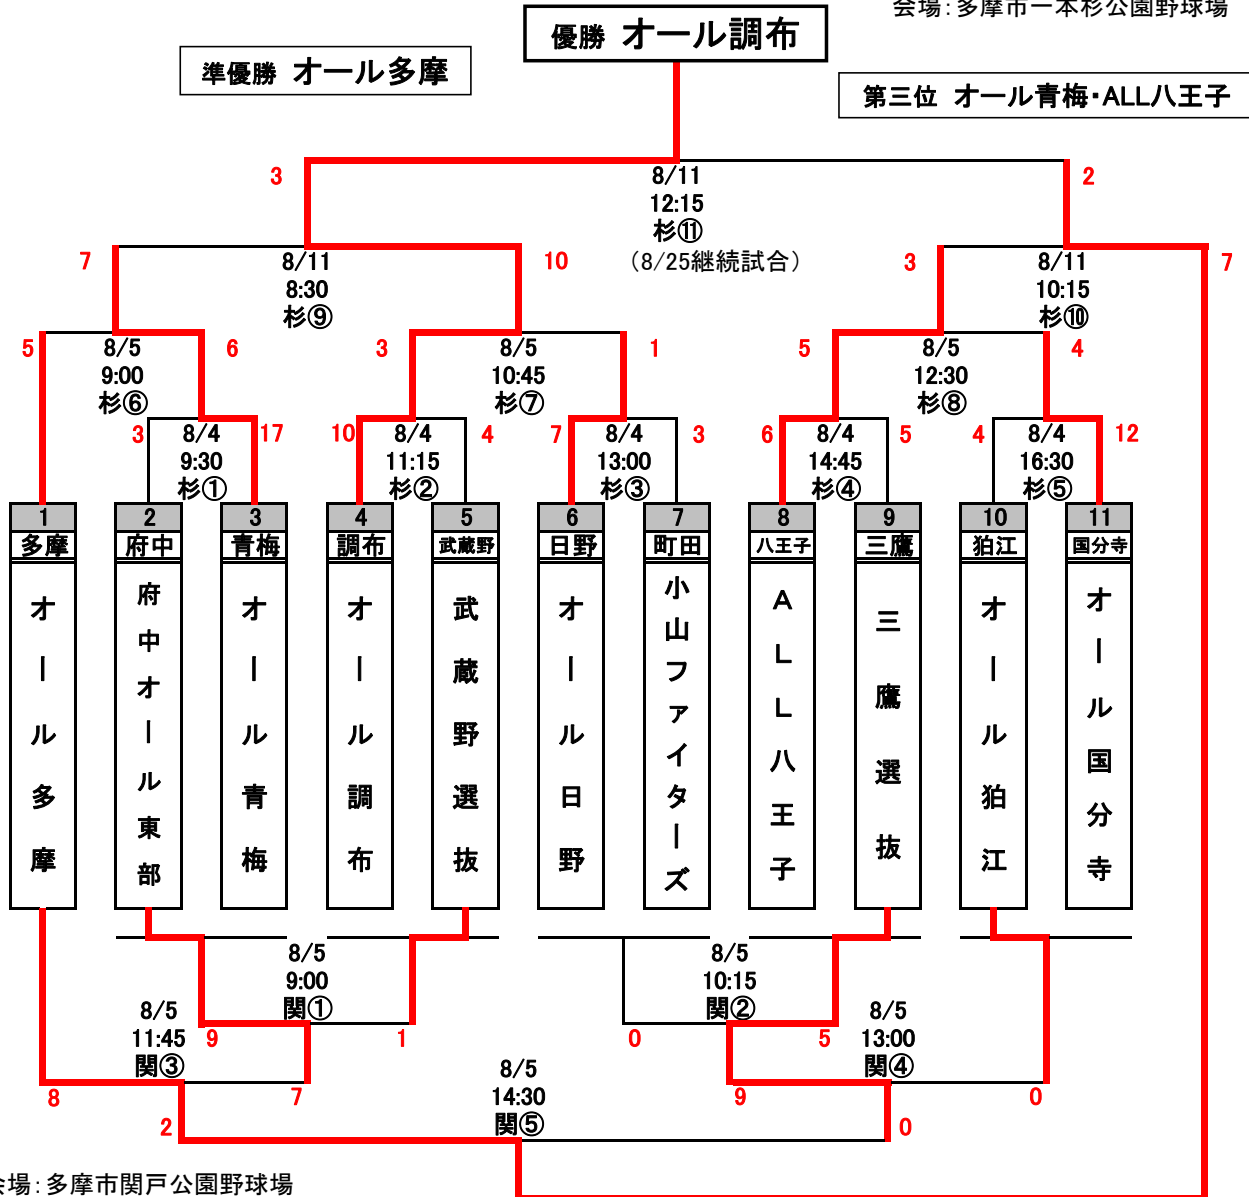 会場：多摩市一本杉公園野球場
優勝 オール調布
準優勝 オール多摩
第三位 オール青梅・ALL八王子
3
8/11
12:15
杉⑪
（8/25継続試合）
2
7
8/11
8:30
杉⑨
10
3
8/11
10:15
杉⑩
7
5
8/5
9:00
杉⑥
6
3
8/5
10:45
杉⑦
1
5
8/5
12:30
杉⑧
4
3
8/4
9:30
杉①
17
10
8/4
11:15
杉②
4
7
8/4
13:00
杉③
3
6
8/4
14:45
杉④
5
4
8/4
16:30
杉⑤
12
1 2 3 4 5 6 7 8 9 10 11
多摩 府中 青梅 調布 武蔵野 日野 町田 八王子 三鷹 狛江 国分寺
オール多摩
府中オール東部
オール青梅
オール調布
武蔵野選抜
オール日野
小山ファイターズ
ALL八王子
三鷹選抜
オール狛江
オール国分寺
8/5
9:00
関①
9
1
8/5
10:15
関②
0
5
8/5
11:45
関③
8
7
8/5
13:00
関④
9
0
8/5
14:30
関⑤
2
0
会場：多摩市関戸公園野球場